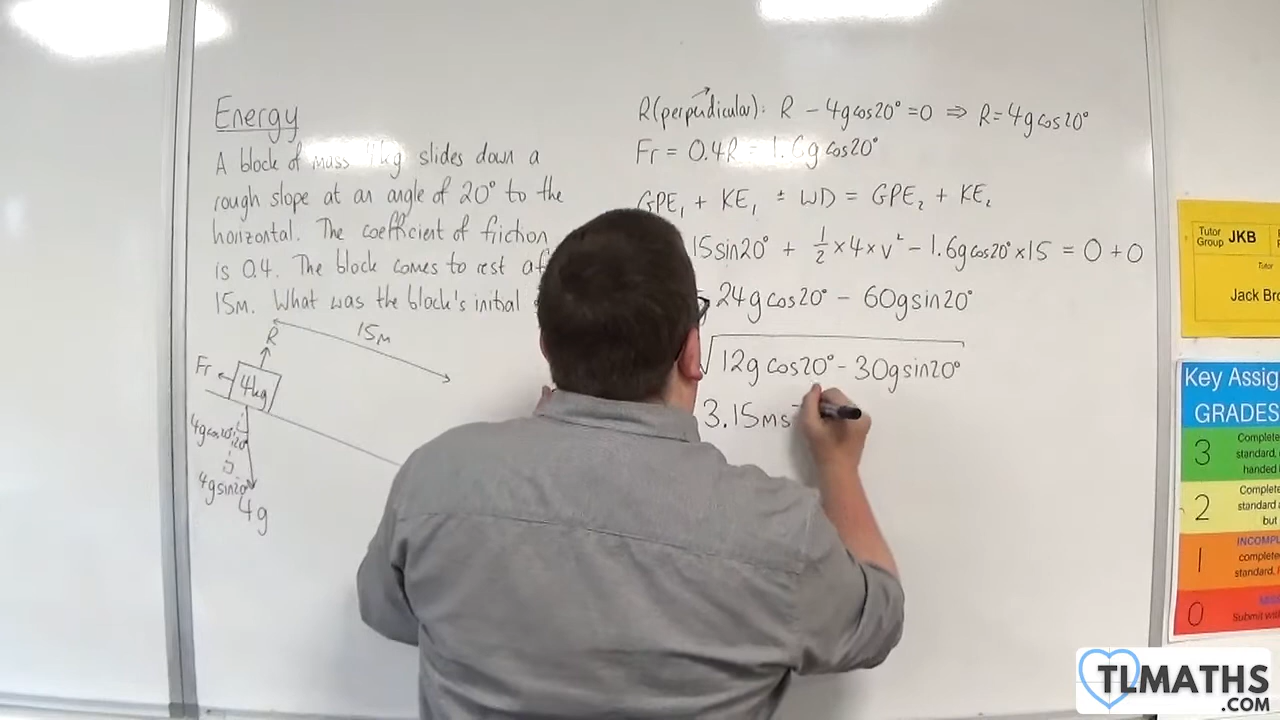 Energy
A block of mass 4kg slides down a
rough slope at an angle of 20° to the
horizontal. The coefficient of friction
is 0.4. The block comes to rest
15m. What was the block's initial
15m
R
Fr
4kg
4gcos20°
20°
4gsin20°
4g
R(perpendicular): R - 4gcos20° = 0 ⇒ R = 4gcos20°
Fr = 0.4R = 1.6gcos20°
GPE₁ + KE₁ ± WD = GPE₂ + KE₂
15sin20° + ½×4×v² - 1.6gcos20°×15 = 0 + 0
24gcos20° - 60gsin20°
√12gcos20° - 30gsin20°
3.15ms⁻
Tutor
Group
JKB
Tutor
Jack
Key
GRADES
3
Complete
standard,
handed
2
Complete
standard
but
1
complete
standard,
0
Submit
TLMATHS
.COM